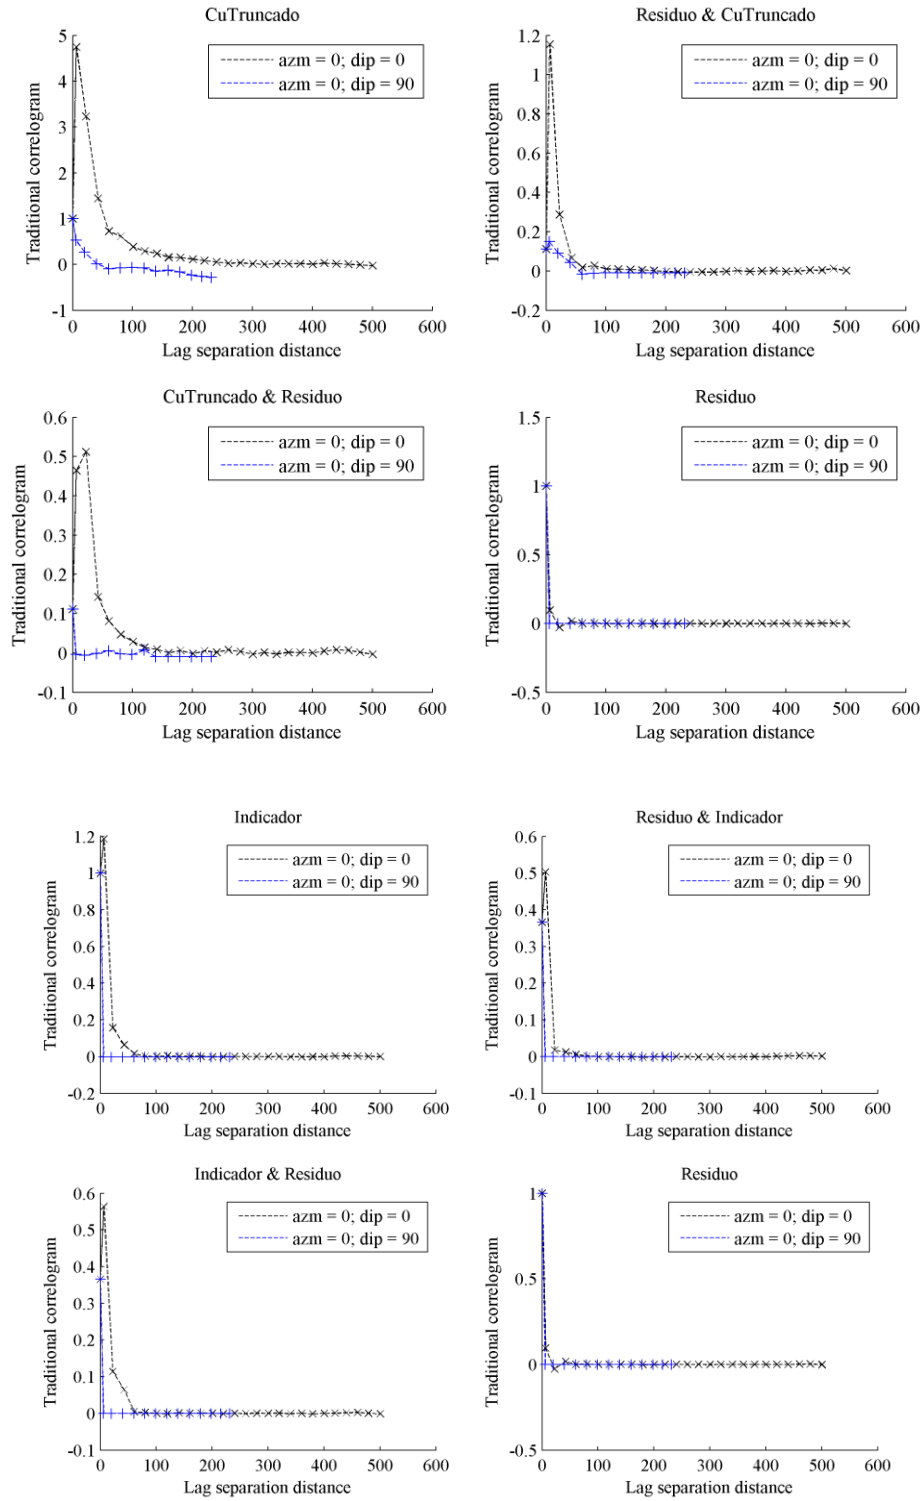 CuTruncado
5
4
3
2
1
0
-1
Traditional correlogram
azm = 0; dip = 0
azm = 0; dip = 90
0 100 200 300 400 500 600
Lag separation distance
Residuo & CuTruncado
1.2
1
0.8
0.6
0.4
0.2
0
-0.2
Traditional correlogram
azm = 0; dip = 0
azm = 0; dip = 90
0 100 200 300 400 500 600
Lag separation distance
CuTruncado & Residuo
0.6
0.5
0.4
0.3
0.2
0.1
0
-0.1
Traditional correlogram
azm = 0; dip = 0
azm = 0; dip = 90
0 100 200 300 400 500 600
Lag separation distance
Residuo
1.5
1
0.5
0
-0.5
Traditional correlogram
azm = 0; dip = 0
azm = 0; dip = 90
0 100 200 300 400 500 600
Lag separation distance
Indicador
1.2
1
0.8
0.6
0.4
0.2
0
-0.2
Traditional correlogram
azm = 0; dip = 0
azm = 0; dip = 90
0 100 200 300 400 500 600
Lag separation distance
Residuo & Indicador
0.6
0.5
0.4
0.3
0.2
0.1
0
-0.1
Traditional correlogram
azm = 0; dip = 0
azm = 0; dip = 90
0 100 200 300 400 500 600
Lag separation distance
Indicador & Residuo
0.6
0.5
0.4
0.3
0.2
0.1
0
-0.1
Traditional correlogram
azm = 0; dip = 0
azm = 0; dip = 90
0 100 200 300 400 500 600
Lag separation distance
Residuo
1
0.5
0
-0.5
Traditional correlogram
azm = 0; dip = 0
azm = 0; dip = 90
0 100 200 300 400 500 600
Lag separation distance